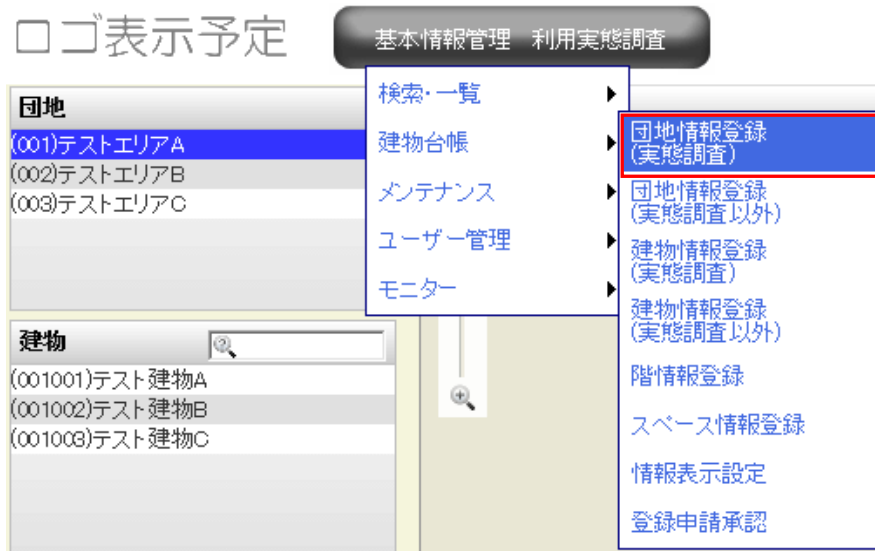 ロゴ表示予定
基本情報管理 利用実態調査
団地
(001)テストエリアA
(002)テストエリアB
(003)テストエリアC
建物
(001001)テスト建物A
(001002)テスト建物B
(001003)テスト建物C
検索・一覧
建物台帳
メンテナンス
ユーザー管理
モニター
団地情報登録
(実態調査)
団地情報登録
(実態調査以外)
建物情報登録
(実態調査)
建物情報登録
(実態調査以外)
階情報登録
スペース情報登録
情報表示設定
登録申請承認